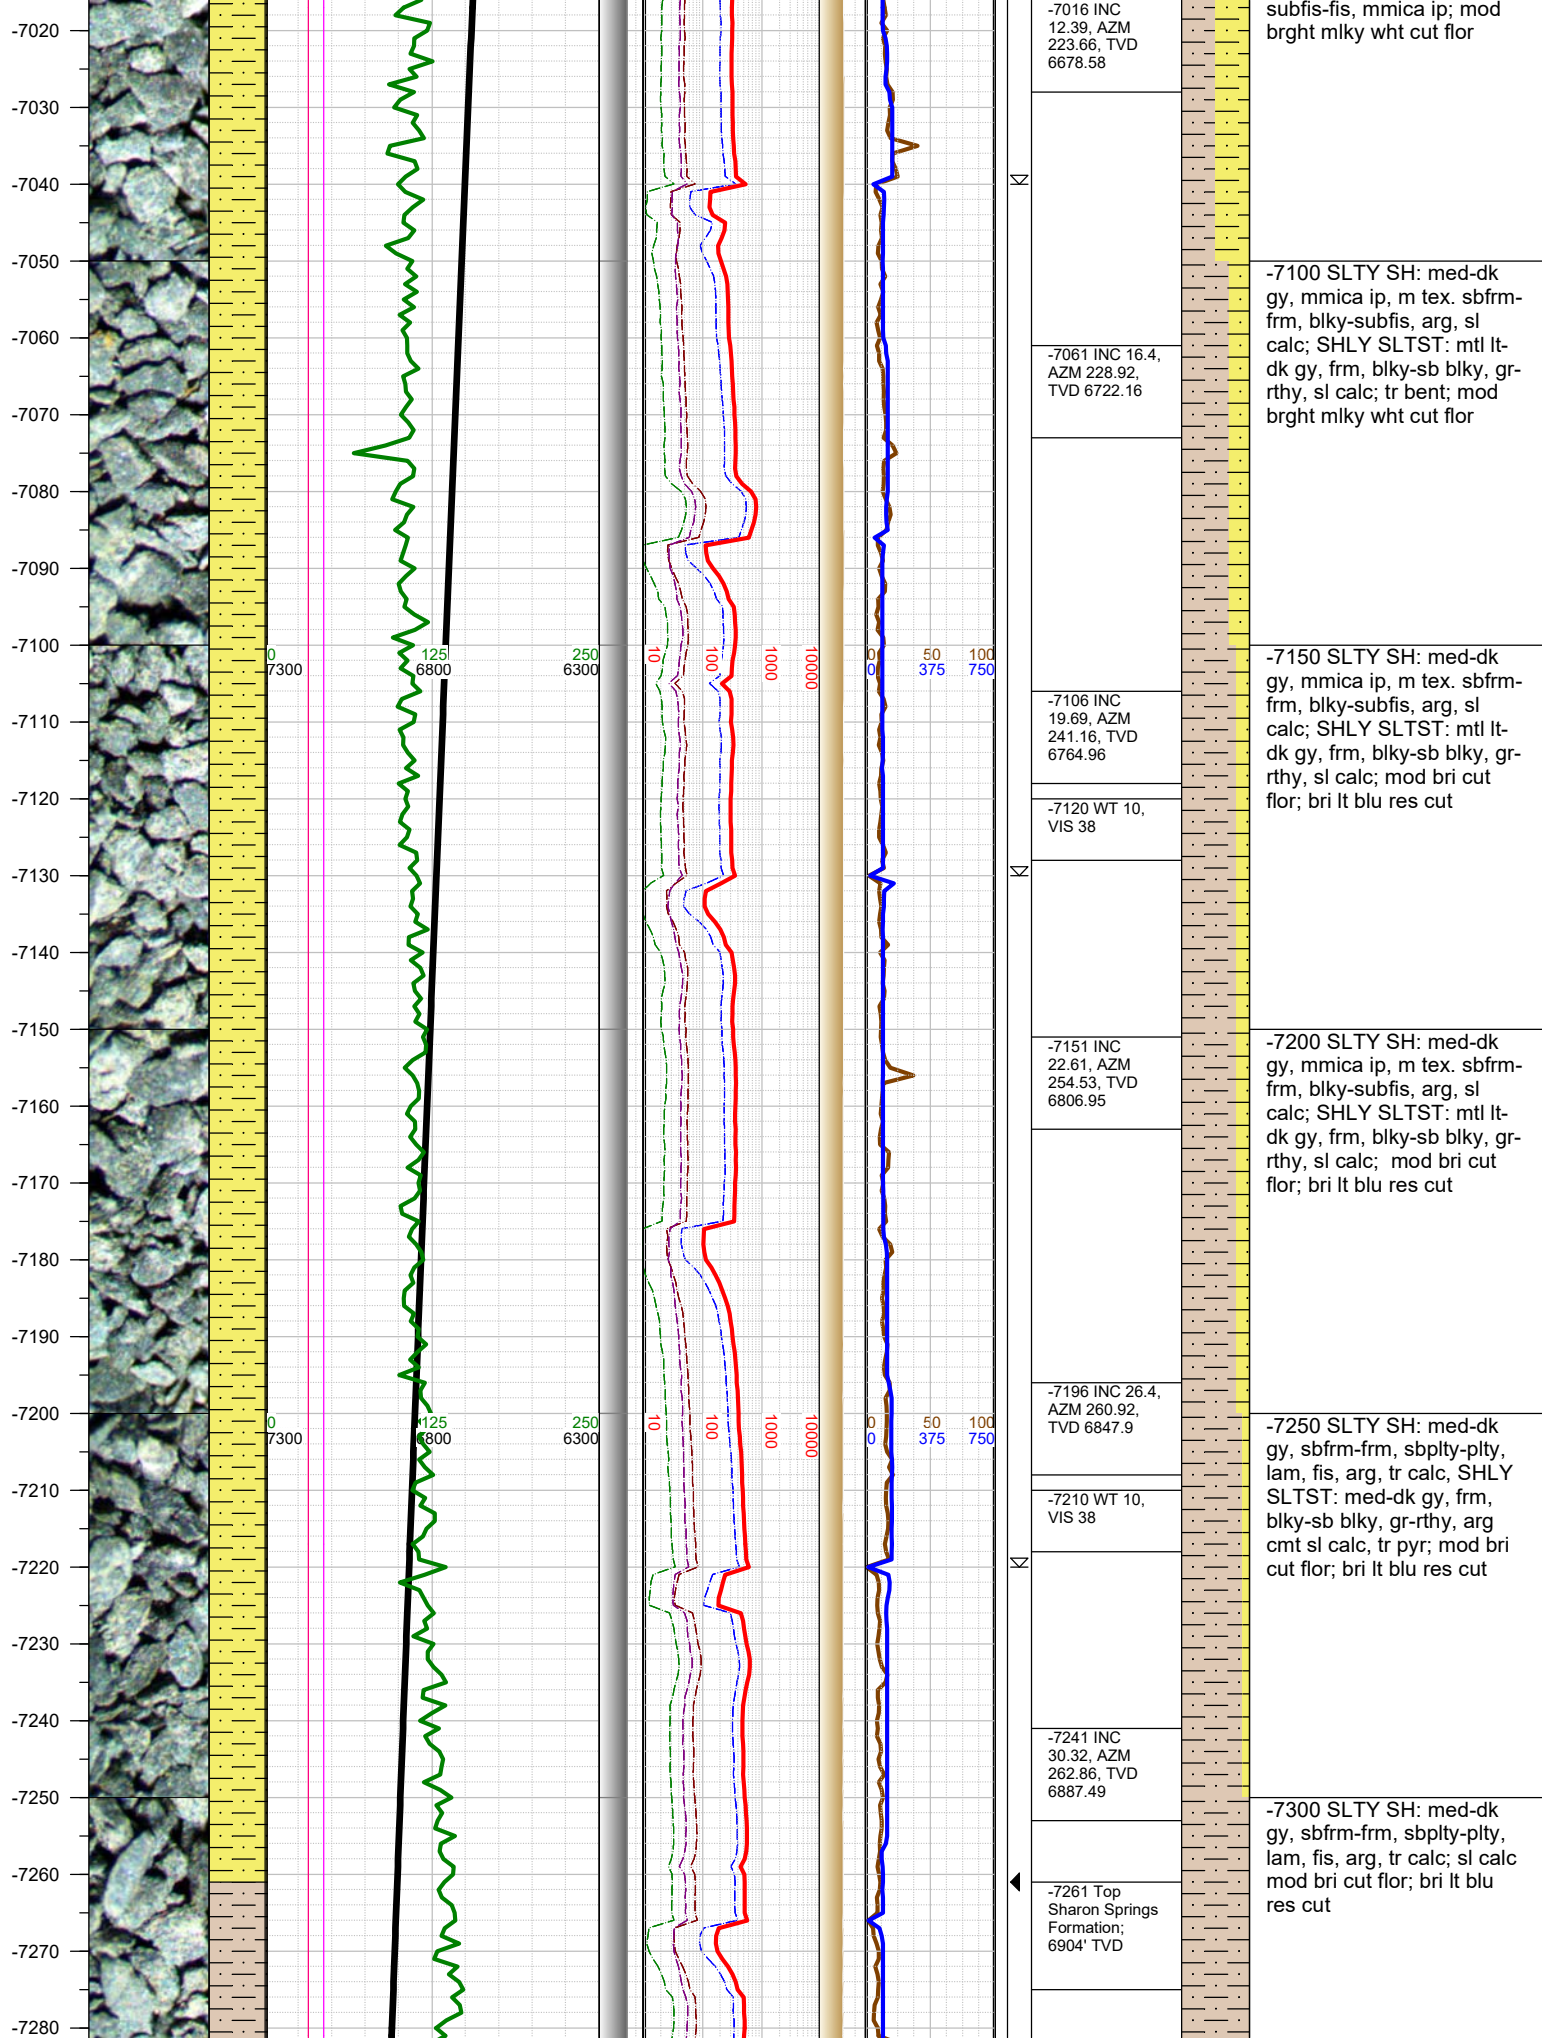 -7020
-7030
-7040
-7050
-7060
-7070
-7080
-7090
-7100
-7110
-7120
-7130
-7140
-7150
-7160
-7170
-7180
-7190
-7200
-7210
-7220
-7230
-7240
-7250
-7260
-7270
-7280
0 125 250
7300 6800 6300
10 100 1000 10000
0 50 100
0 375 750
0 125 250
7300 6800 6300
10 100 1000 10000
0 50 100
0 375 750
-7016 INC
12.39, AZM
223.66, TVD
6678.58
-7061 INC 16.4,
AZM 228.92,
TVD 6722.16
-7106 INC
19.69, AZM
241.16, TVD
6764.96
-7120 WT 10,
VIS 38
-7151 INC
22.61, AZM
254.53, TVD
6806.95
-7196 INC 26.4,
AZM 260.92,
TVD 6847.9
-7210 WT 10,
VIS 38
-7241 INC
30.32, AZM
262.86, TVD
6887.49
-7261 Top
Sharon Springs
Formation;
6904' TVD
subfis-fis, mmica ip; mod
brght mlky wht cut flor
-7100 SLTY SH: med-dk
gy, mmica ip, m tex. sbfrm-
frm, blky-subfis, arg, sl
calc; SHLY SLTST: mtl lt-
dk gy, frm, blky-sb blky, gr-
rthy, sl calc; tr bent; mod
brght mlky wht cut flor
-7150 SLTY SH: med-dk
gy, mmica ip, m tex. sbfrm-
frm, blky-subfis, arg, sl
calc; SHLY SLTST: mtl lt-
dk gy, frm, blky-sb blky, gr-
rthy, sl calc; mod bri cut
flor; bri lt blu res cut
-7200 SLTY SH: med-dk
gy, mmica ip, m tex. sbfrm-
frm, blky-subfis, arg, sl
calc; SHLY SLTST: mtl lt-
dk gy, frm, blky-sb blky, gr-
rthy, sl calc;  mod bri cut
flor; bri lt blu res cut
-7250 SLTY SH: med-dk
gy, sbfrm-frm, sbplty-plty,
lam, fis, arg, tr calc, SHLY
SLTST: med-dk gy, frm,
blky-sb blky, gr-rthy, arg
cmt sl calc, tr pyr; mod bri
cut flor; bri lt blu res cut
-7300 SLTY SH: med-dk
gy, sbfrm-frm, sbplty-plty,
lam, fis, arg, tr calc; sl calc
mod bri cut flor; bri lt blu
res cut